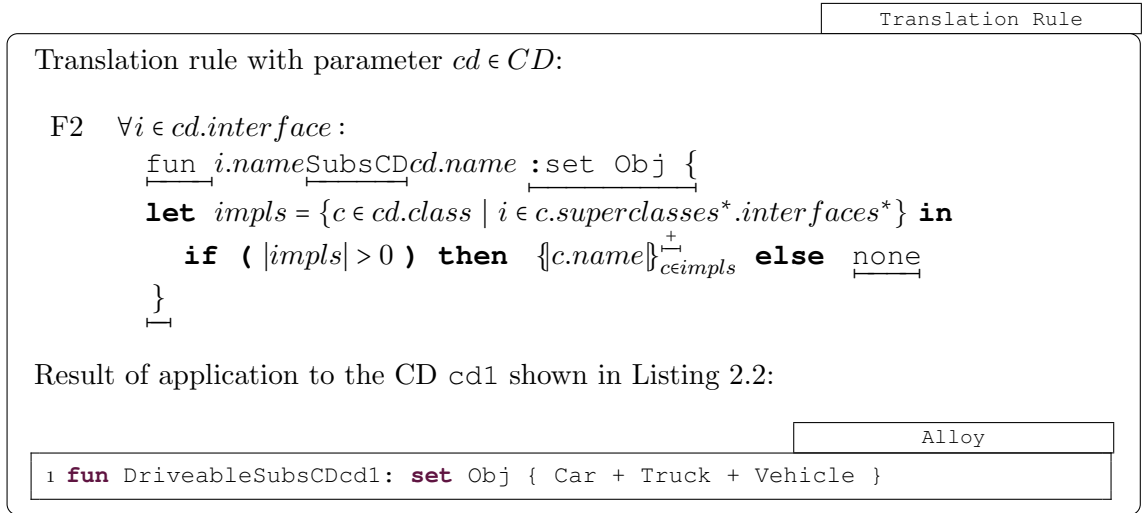 Translation Rule
Translation rule with parameter cd ∈ CD:
F2 ∀i ∈ cd.interface :
fun i.nameSubsCDcd.name :set Obj {
let impls = {c ∈ cd.class | i ∈ c.superclasses*.interfaces*} in
if ( |impls| > 0 ) then {|c.name|}^+_{c∈impls} else none
}
Result of application to the CD cd1 shown in Listing 2.2:
Alloy
1 fun DriveableSubsCDcd1: set Obj { Car + Truck + Vehicle }